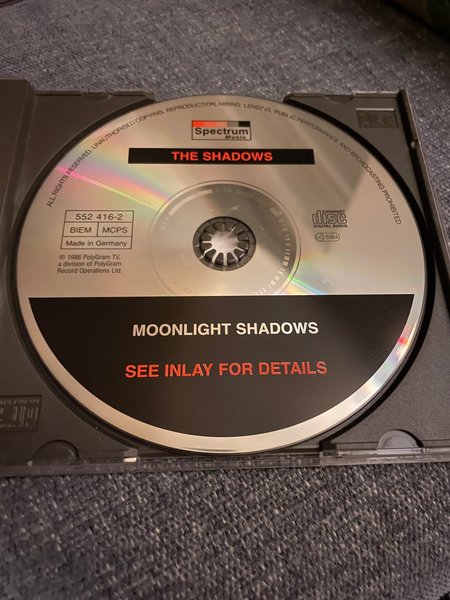 ALL RIGHTS RESERVED. UNAUTHORISED COPYING, REPRODUCTION, HIRING, LENDING, PUBLIC PERFORMANCE AND BROADCASTING PROHIBITED.
Spectrum
Music
THE SHADOWS
552 416-2
BIEM MCPS
Made in Germany
℗ 1986 PolyGram TV,
a division of PolyGram
Record Operations Ltd.
COMPACT
disc
DIGITAL AUDIO
LC 5064
MOONLIGHT SHADOWS
SEE INLAY FOR DETAILS